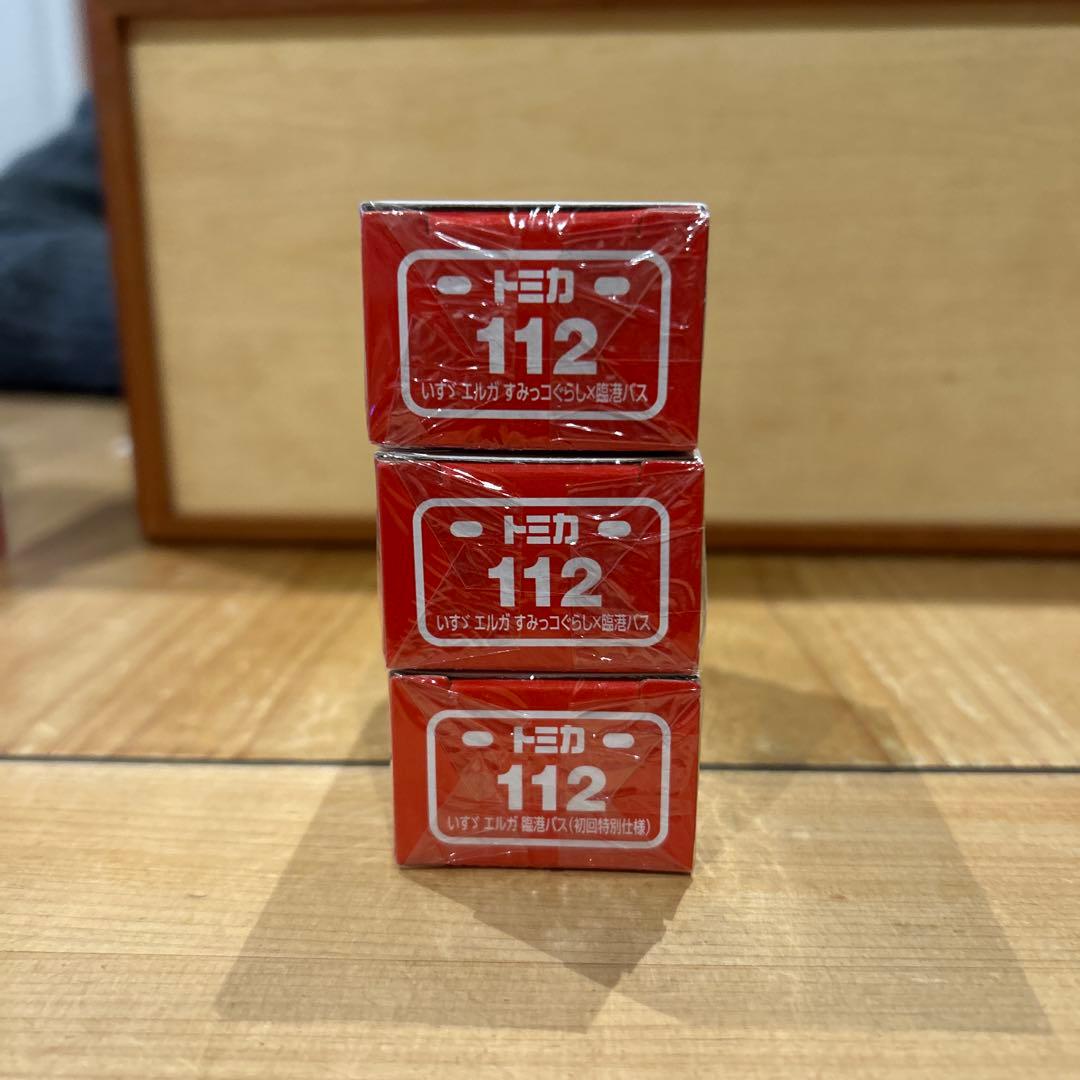 トミカ
112
いすゞ エルガ すみっコぐらし×臨港バス
トミカ
112
いすゞ エルガ すみっコぐらし×臨港バス
トミカ
112
いすゞ エルガ 臨港バス(初回特別仕様)